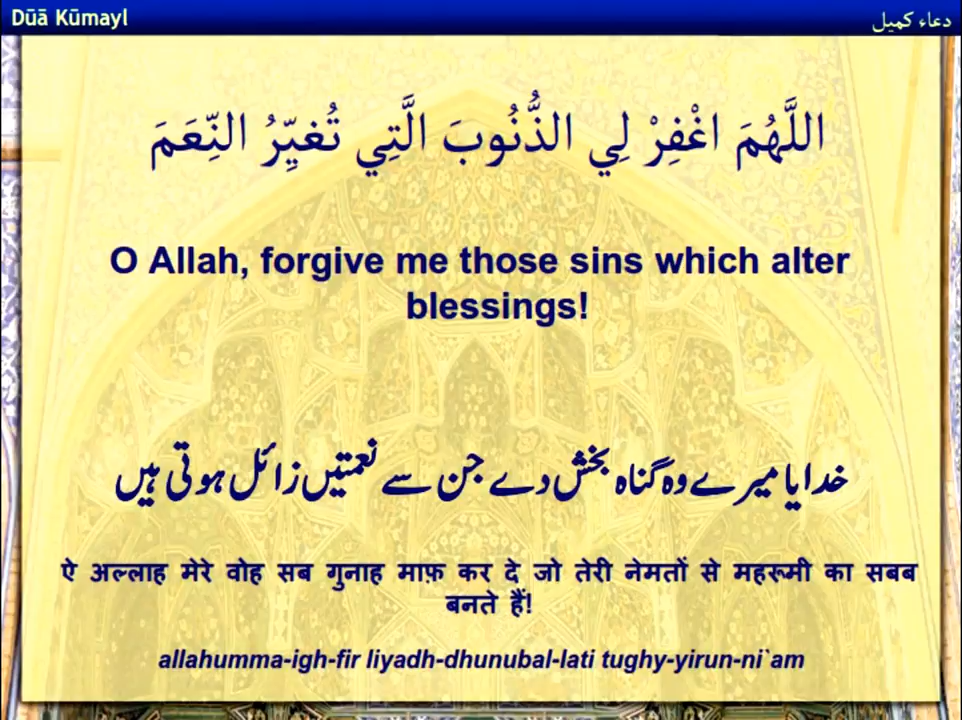 Dūā Kūmayl
دعاء كميل
اللَّهُمَ اغْفِرْ لِي الذُّنُوبَ الَّتِي تُغيِّرُ النِّعَمَ
O Allah, forgive me those sins which alter
blessings!
خدایا میرے وہ گناہ بخش دے جن سے نعمتیں زائل ہوتی ہیں
ऐ अल्लाह मेरे वोह सब गुनाह माफ़ कर दे जो तेरी नेमतों से महरूमी का सबब
बनते हैं!
allahumma-igh-fir liyadh-dhunubal-lati tughy-yirun-ni`am